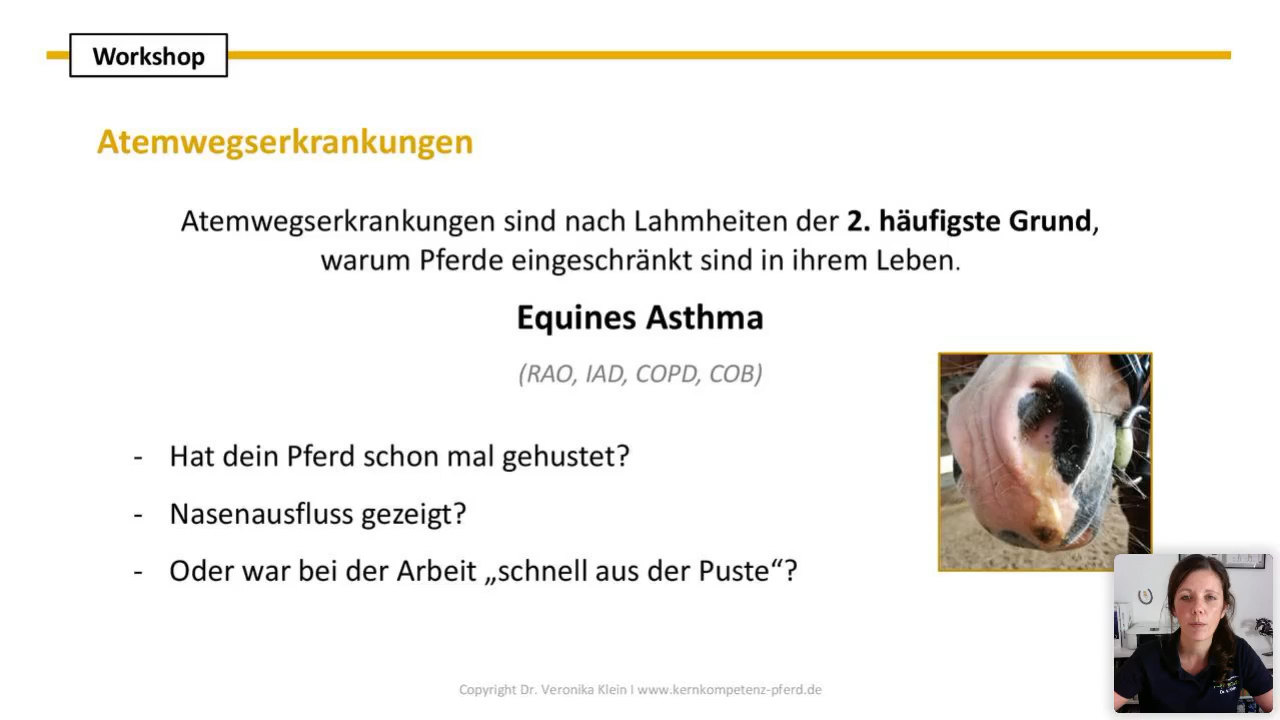 Workshop
Atemwegserkrankungen
Atemwegserkrankungen sind nach Lahmheiten der 2. häufigste Grund,
warum Pferde eingeschränkt sind in ihrem Leben.
Equines Asthma
(RAO, IAD, COPD, COB)
- Hat dein Pferd schon mal gehustet?
- Nasenausfluss gezeigt?
- Oder war bei der Arbeit „schnell aus der Puste“?
Copyright Dr. Veronika Klein I www.kernkompetenz-pferd.de